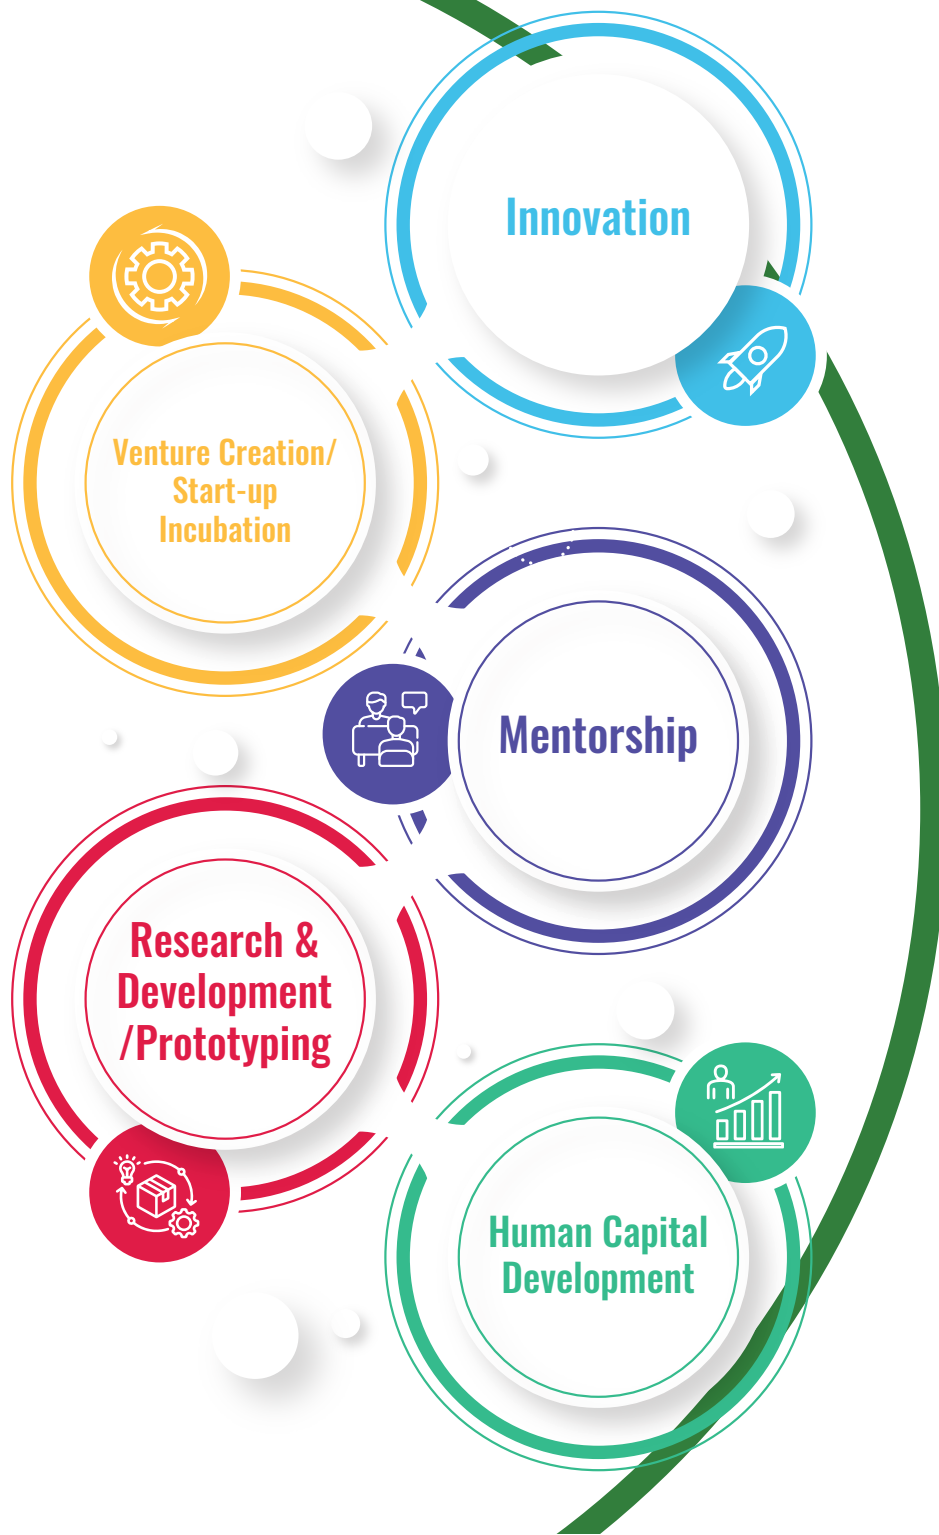 Innovation
Venture Creation/
Start-up
Incubation
Mentorship
Research &
Development
/Prototyping
Human Capital
Development